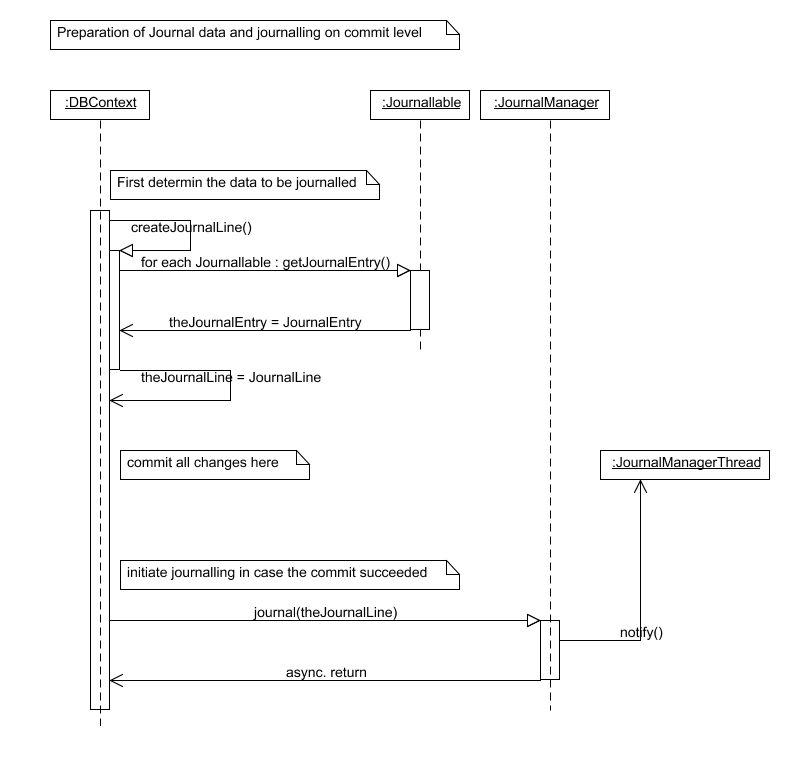 Preparation of Journal data and journalling on commit level
:DBContext
:Journallable
:JournalManager
First determin the data to be journalled
createJournalLine()
for each Journallable : getJournalEntry()
theJournalEntry = JournalEntry
theJournalLine = JournalLine
commit all changes here
:JournalManagerThread
initiate journalling in case the commit succeeded
journal(theJournalLine)
notify()
async. return